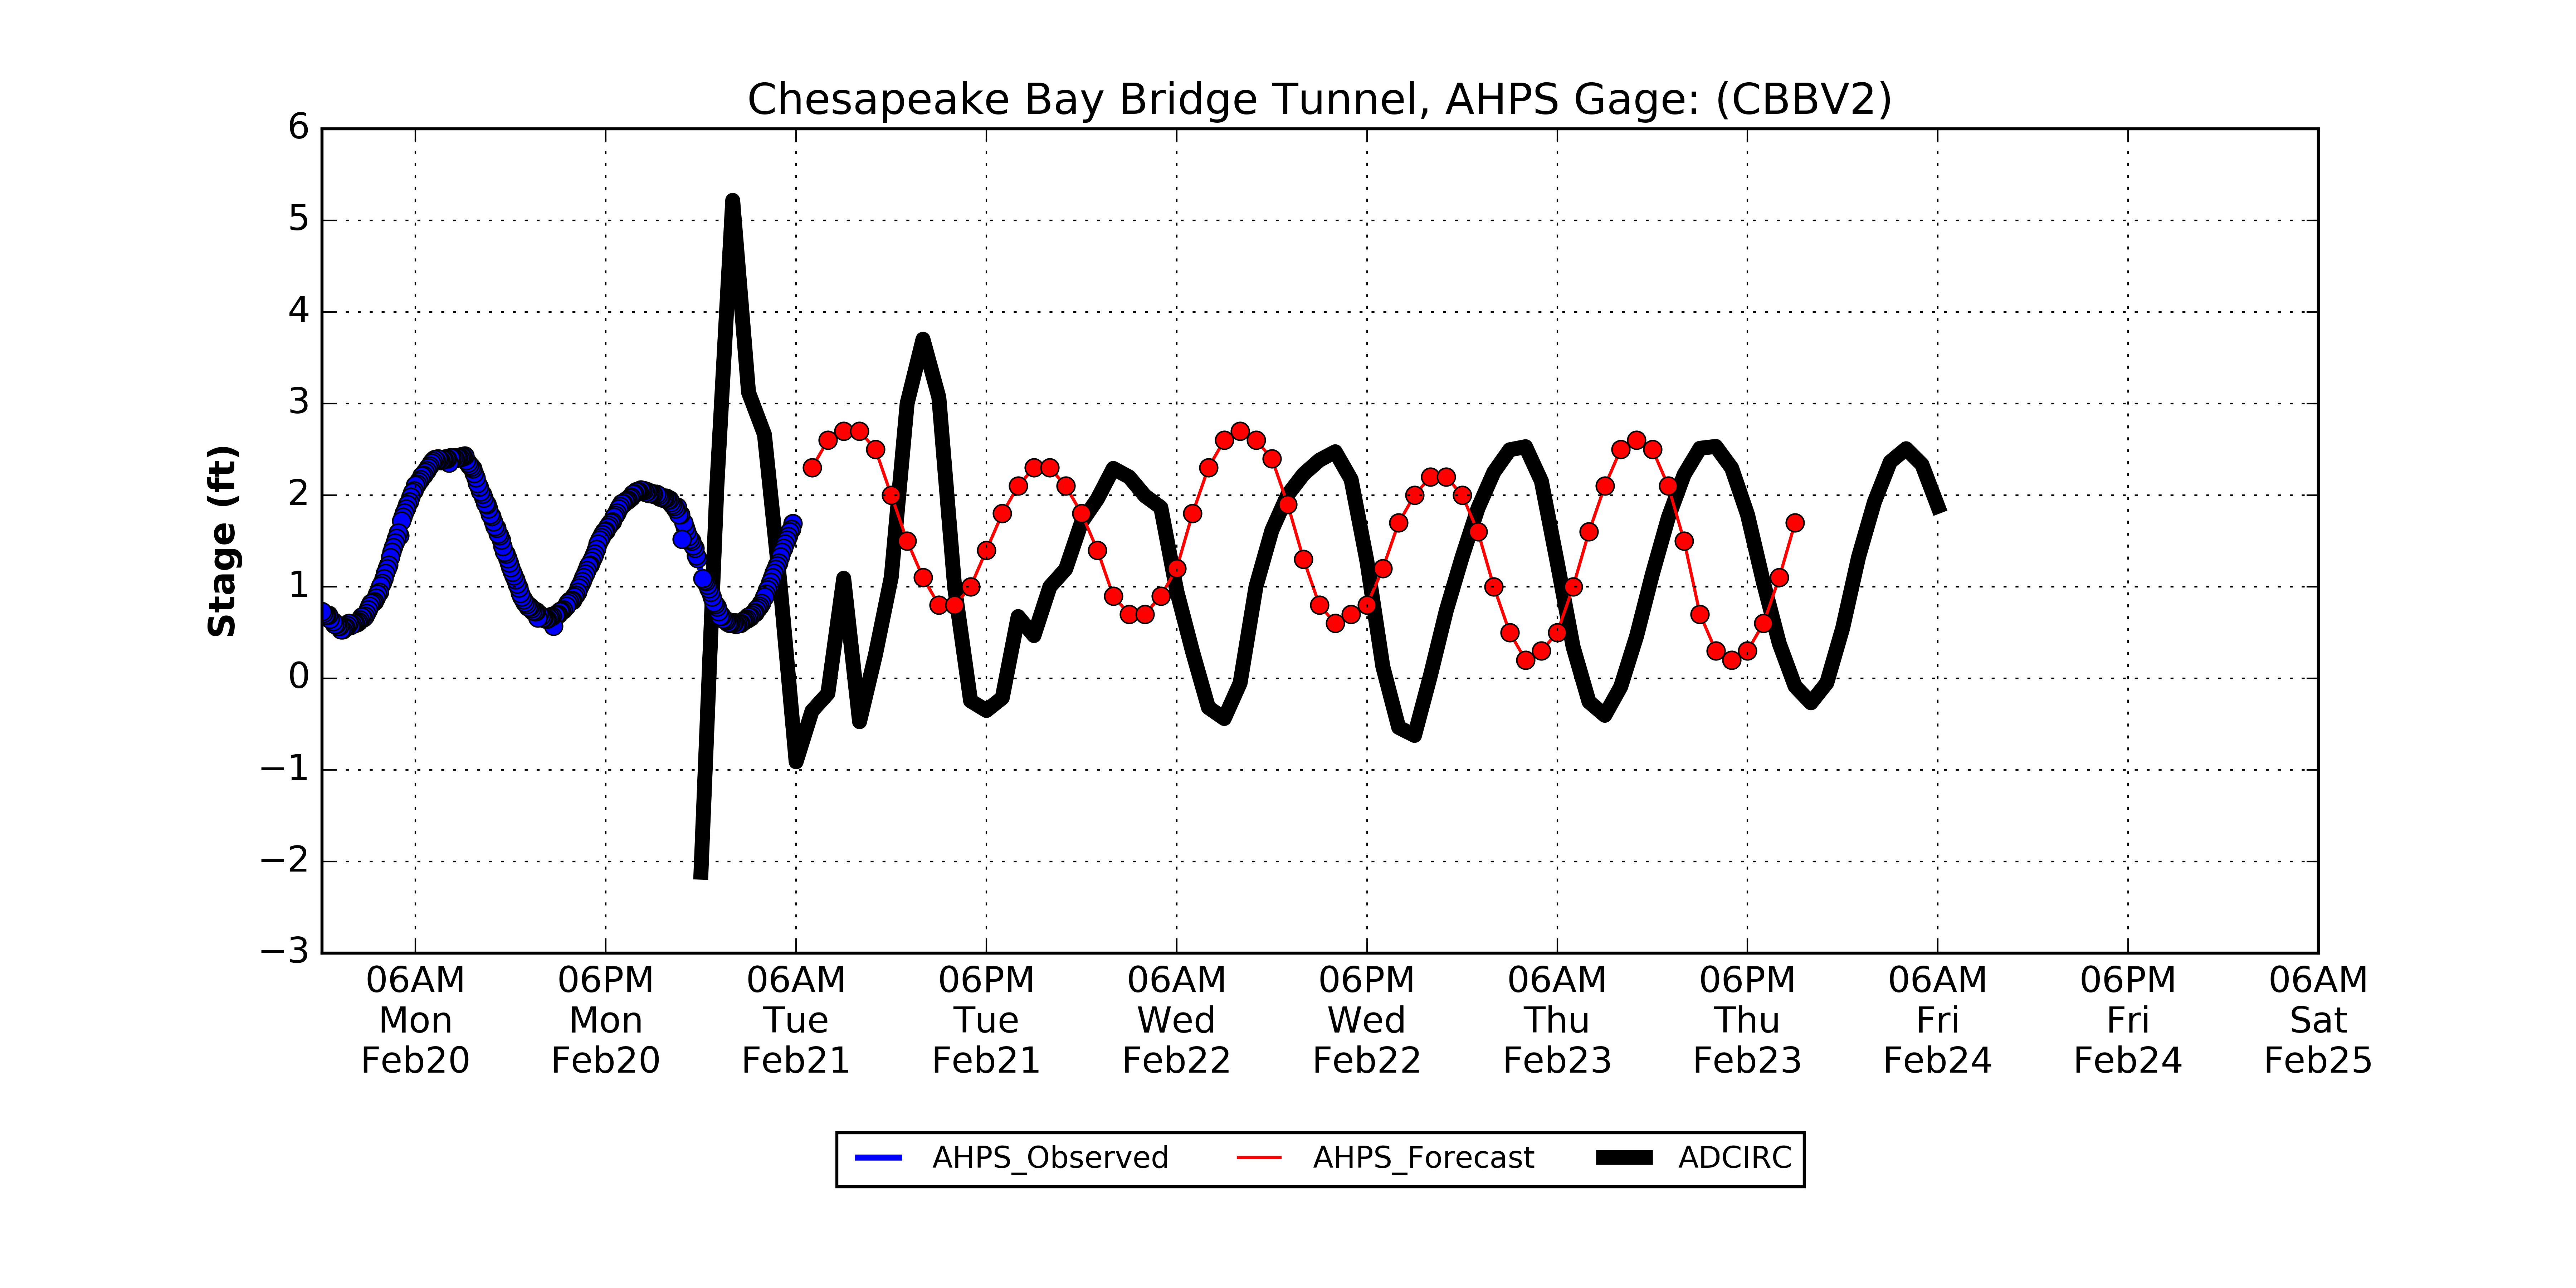 Chesapeake Bay Bridge Tunnel, AHPS Gage: (CBBV2)
6
5
4
3
2
1
0
−1
−2
−3
Stage (ft)
06AM 06PM 06AM 06PM 06AM 06PM 06AM 06PM 06AM 06PM 06AM
Mon Mon Tue Tue Wed Wed Thu Thu Fri Fri Sat
Feb20 Feb20 Feb21 Feb21 Feb22 Feb22 Feb23 Feb23 Feb24 Feb24 Feb25
AHPS_Observed AHPS_Forecast ADCIRC